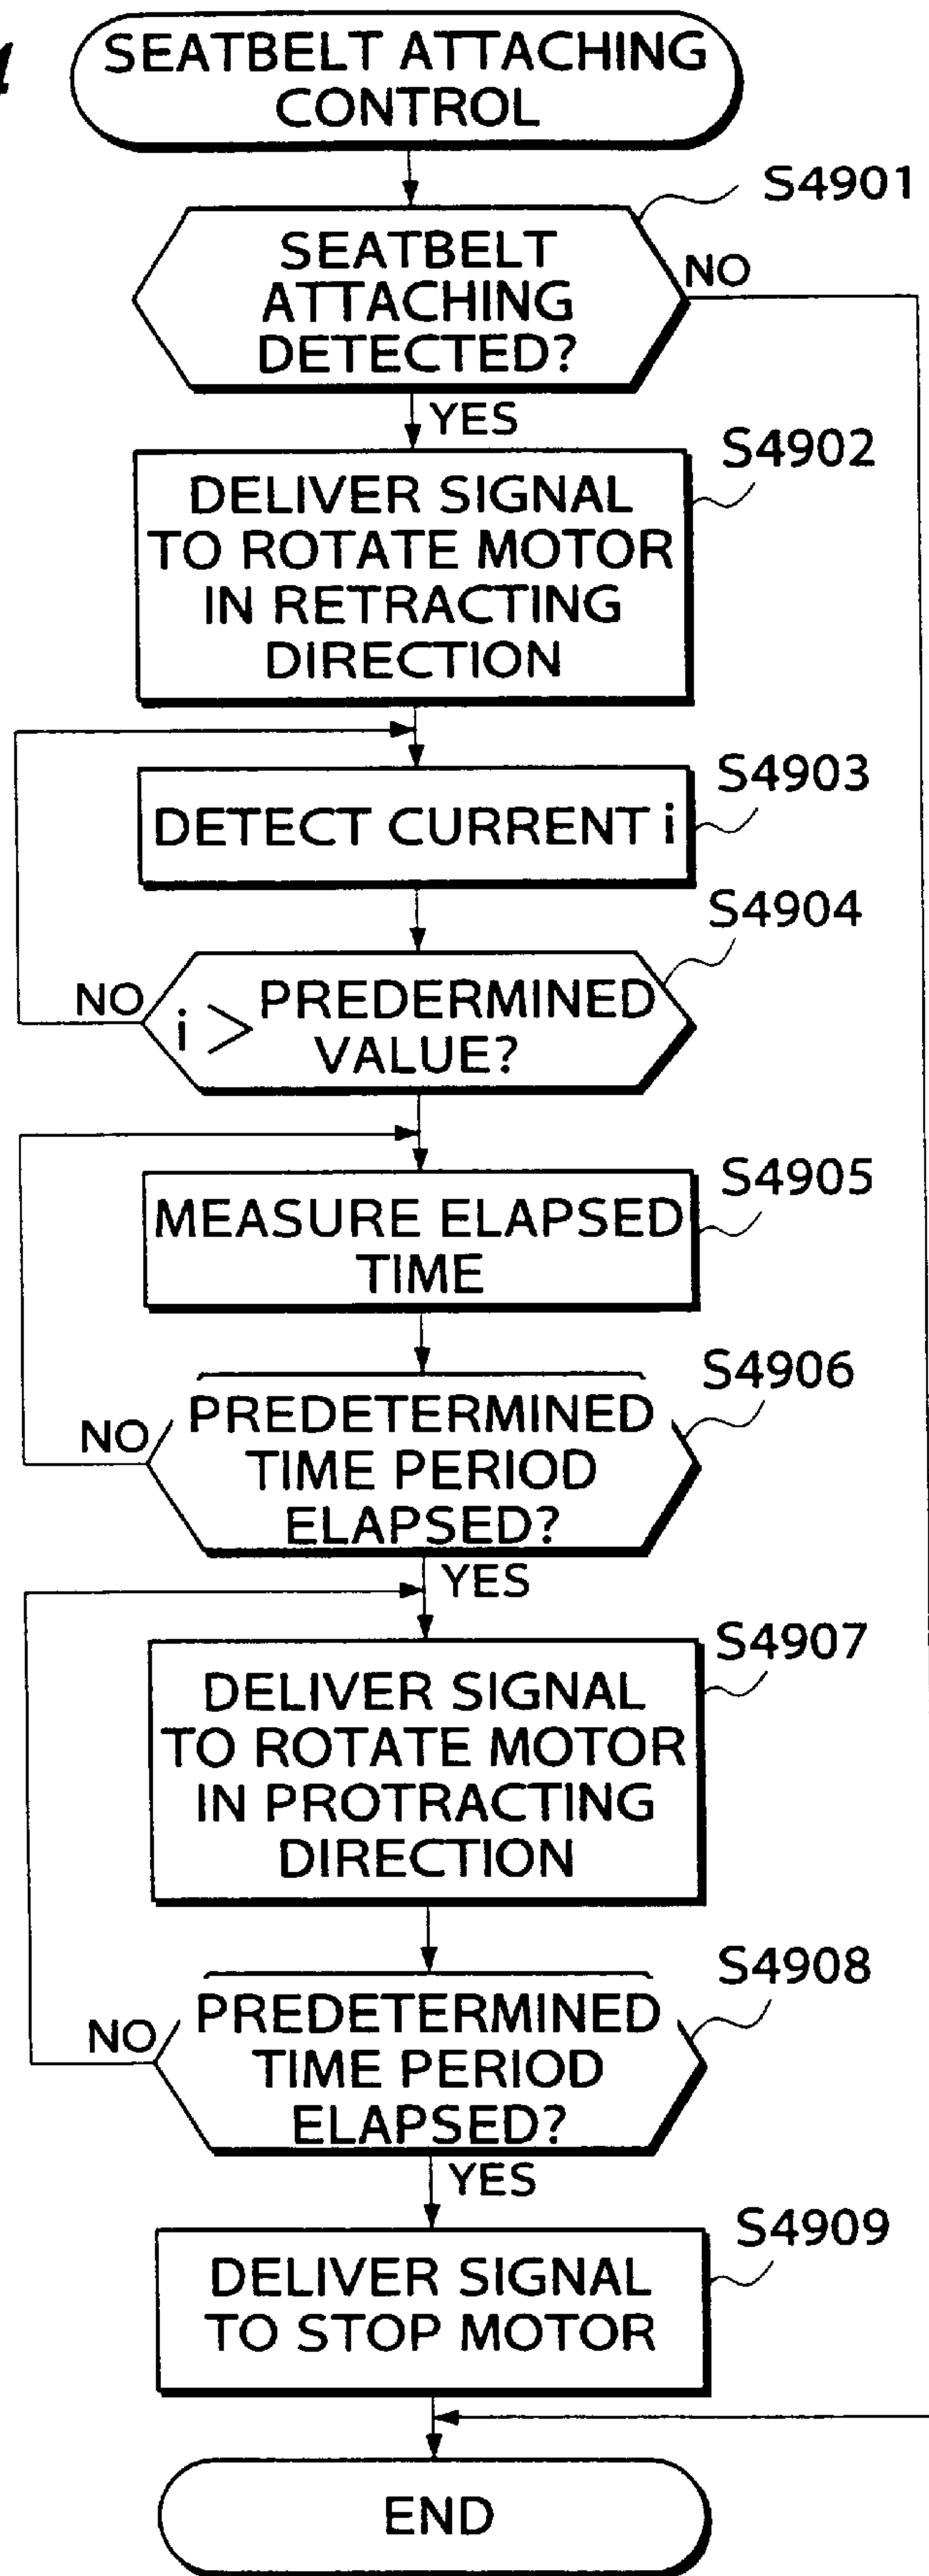 4
SEATBELT ATTACHING
CONTROL
S4901
SEATBELT
ATTACHING
DETECTED?
NO
YES
S4902
DELIVER SIGNAL
TO ROTATE MOTOR
IN RETRACTING
DIRECTION
S4903
DETECT CURRENT i
S4904
NO
i > PREDERMINED
VALUE?
S4905
MEASURE ELAPSED
TIME
S4906
NO
PREDETERMINED
TIME PERIOD
ELAPSED?
YES
S4907
DELIVER SIGNAL
TO ROTATE MOTOR
IN PROTRACTING
DIRECTION
S4908
NO
PREDETERMINED
TIME PERIOD
ELAPSED?
YES
S4909
DELIVER SIGNAL
TO STOP MOTOR
END